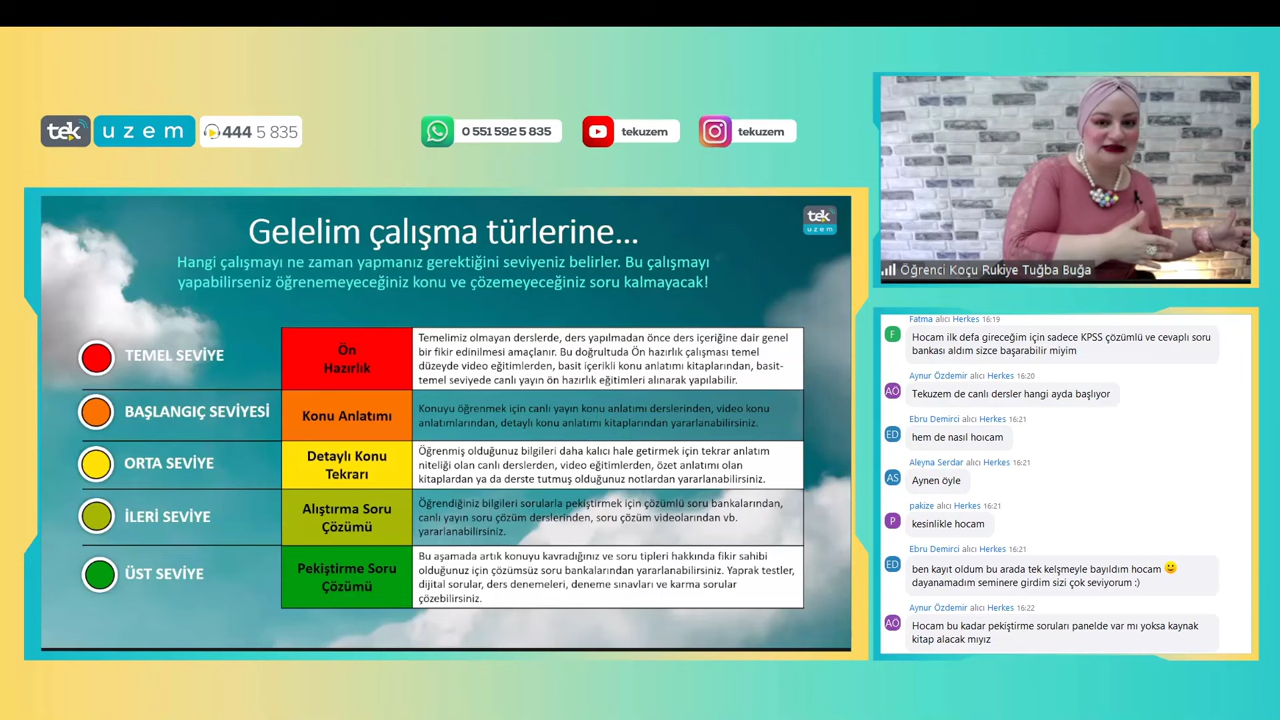 tek uzem 444 5 835
0 551 592 5 835
tekuzem
tekuzem
Gelelim çalışma türlerine...
tek
uzem
Hangi çalışmayı ne zaman yapmanız gerektiğini seviyeniz belirler. Bu çalışmayı
yapabilirseniz öğrenemeyeceğiniz konu ve çözemeyeceğiniz soru kalmayacak!
TEMEL SEVİYE
Ön
Hazırlık
Temelimiz olmayan derslerde, ders yapılmadan önce ders içeriğine dair genel
bir fikir edinilmesi amaçlanır. Bu doğrultuda Ön hazırlık çalışması temel
düzeyde video eğitimlerden, basit içerikli konu anlatımı kitaplarından, basit-
temel seviyede canlı yayın ön hazırlık eğitimleri alınarak yapılabilir.
BAŞLANGIÇ SEVİYESİ
Konu Anlatımı
Konuyu öğrenmek için canlı yayın konu anlatımı derslerinden, video konu
anlatımlarından, detaylı konu anlatımı kitaplarından yararlanabilirsiniz.
ORTA SEVİYE
Detaylı Konu
Tekrarı
Öğrenmiş olduğunuz bilgileri daha kalıcı hale getirmek için tekrar anlatım
niteliği olan canlı derslerden, video eğitimlerden, özet anlatımı olan
kitaplardan ya da derste tutmuş olduğunuz notlardan yararlanabilirsiniz.
İLERİ SEVİYE
Alıştırma Soru
Çözümü
Öğrendiğiniz bilgileri sorularla pekiştirmek için çözümlü soru bankalarından,
canlı yayın soru çözüm derslerinden, soru çözüm videolarından vb.
yararlanabilirsiniz.
ÜST SEVİYE
Pekiştirme Soru
Çözümü
Bu aşamada artık konuyu kavradığınız ve soru tipleri hakkında fikir sahibi
olduğunuz için çözümsüz soru bankalarından yararlanabilirsiniz. Yaprak testler,
dijital sorular, ders denemeleri, deneme sınavları ve karma sorular
çözebilirsiniz.
Öğrenci Koçu Rukiye Tuğba Buğa
Fatma alıcı Herkes 16:19
F
Hocam ilk defa gireceğim için sadece KPSS çözümlü ve cevaplı soru
bankası aldım sizce başarabilir miyim
Aynur Özdemir alıcı Herkes 16:20
AÖ
Tekuzem de canlı dersler hangi ayda başlıyor
Ebru Demirci alıcı Herkes 16:21
ED
hem de nasıl hoıcam
Aleyna Serdar alıcı Herkes 16:21
AS
Aynen öyle
pakize alıcı Herkes 16:21
P
kesinlikle hocam
Ebru Demirci alıcı Herkes 16:21
ED
ben kayıt oldum bu arada tek kelşmeyle bayıldım hocam 🙂
dayanamadım seminere girdim sizi çok seviyorum :)
Aynur Özdemir alıcı Herkes 16:22
AÖ
Hocam bu kadar pekiştirme soruları panelde var mı yoksa kaynak
kitap alacak mıyız